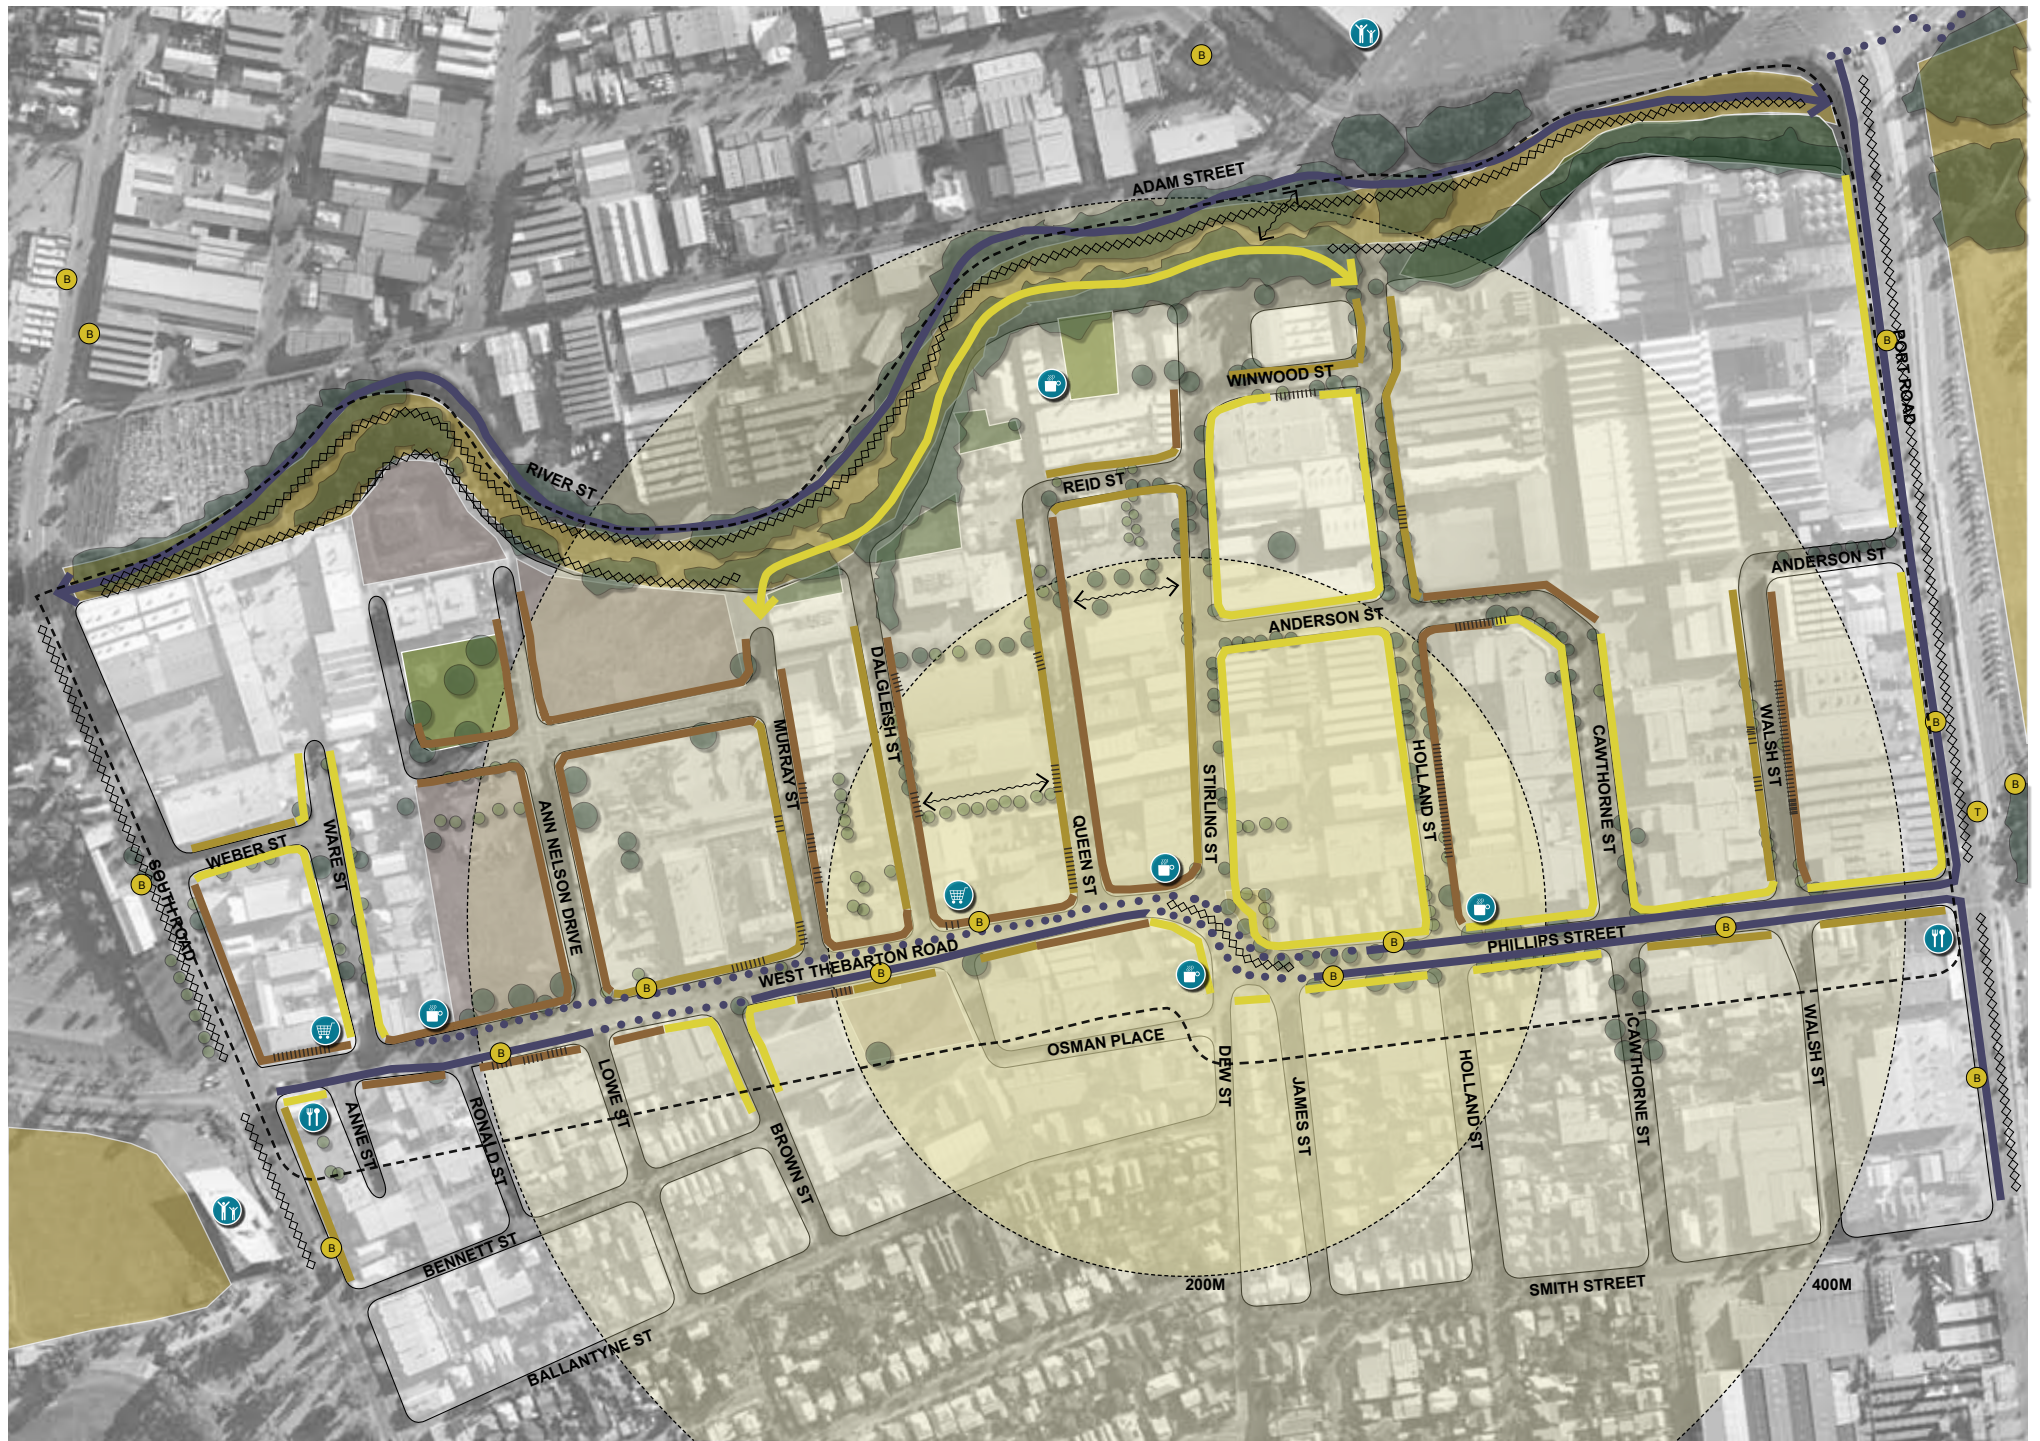 B
ADAM STREET
B
B
B
PORT ROAD
WINWOOD ST
RIVER ST
REID ST
ANDERSON ST
ANDERSON ST
DALGLEISH ST
MURRAY ST
B
WALSH ST
CAWTHORNE ST
HOLLAND ST
STIRLING ST
B
T
ANN NELSON DRIVE
WARE ST
WEBER ST
QUEEN ST
SOUTH ROAD
B
B
B
B
PHILLIPS STREET
WEST THEBARTON ROAD
B
B
B
B
OSMAN PLACE
DEW ST
JAMES ST
HOLLAND ST
CAWTHORNE ST
WALSH ST
B
LOWE ST
RONALD ST
ANNE ST
BROWN ST
B
BENNETT ST
200M
SMITH STREET
400M
BALLANTYNE ST